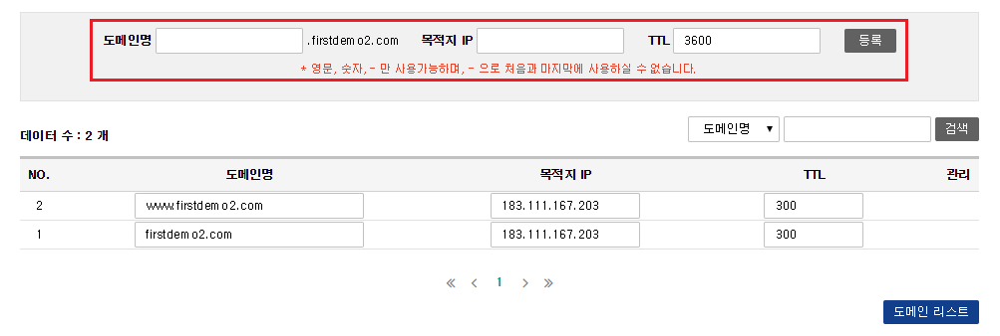 도메인명 .firstdemo2.com 목적지 IP TTL 3600 등록
* 영문, 숫자, - 만 사용가능하며, - 으로 처음과 마지막에 사용하실 수 없습니다.
데이터 수 : 2 개 도메인명 ▼ 검색
NO. 도메인명 목적지 IP TTL 관리
2 www.firstdemo2.com 183.111.167.203 300
1 firstdemo2.com 183.111.167.203 300
« < 1 > »
도메인 리스트